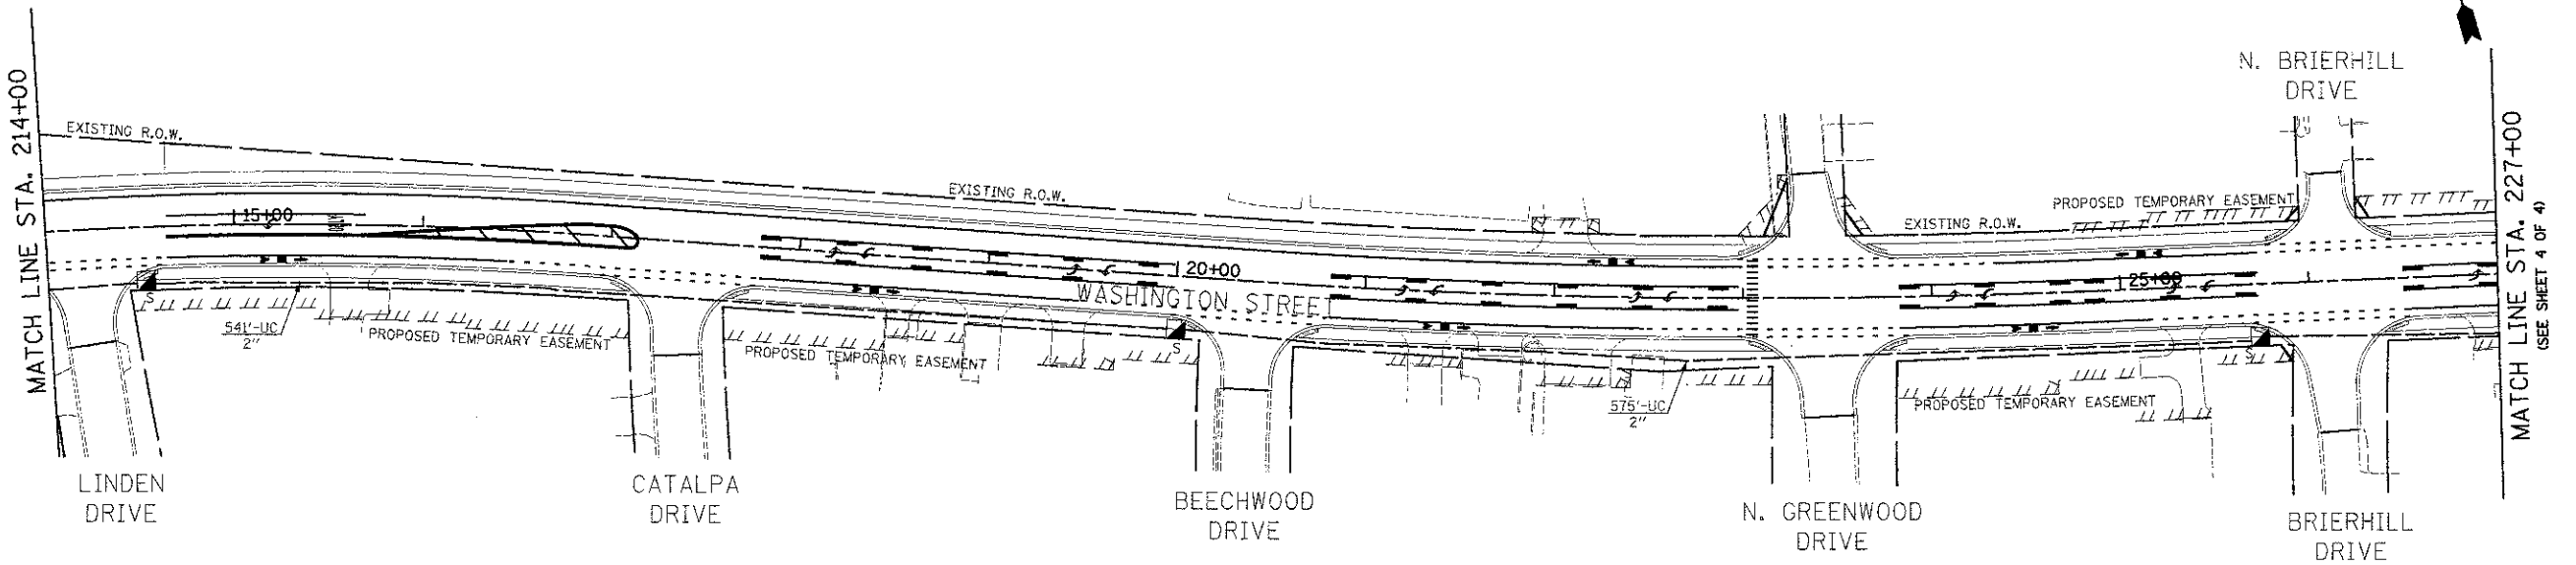 MATCH LINE STA. 214+00
EXISTING R.O.W.
15+00
S
541'-UC
2"
PROPOSED TEMPORARY EASEMENT
LINDEN
DRIVE
CATALPA
DRIVE
EXISTING R.O.W.
20+00
WASHINGTON STREET
PROPOSED TEMPORARY EASEMENT
S
BEECHWOOD
DRIVE
575'-UC
2"
N. GREENWOOD
DRIVE
EXISTING R.O.W.
PROPOSED TEMPORARY EASEMENT
N. BRIERHILL
DRIVE
25+00
PROPOSED TEMPORARY EASEMENT
S
BRIERHILL
DRIVE
MATCH LINE STA. 2227+00
(SEE SHEET 4 OF 4)